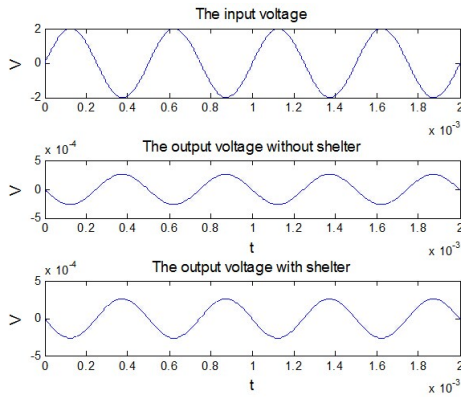 The input voltage
2
0
-2
V
0 0.2 0.4 0.6 0.8 1 1.2 1.4 1.6 1.8 2
x 10⁻³
The output voltage without shelter
x 10⁻⁴
5
0
-5
V
0 0.2 0.4 0.6 0.8 1 1.2 1.4 1.6 1.8 2
t
x 10⁻³
The output voltage with shelter
x 10⁻⁴
5
0
-5
V
0 0.2 0.4 0.6 0.8 1 1.2 1.4 1.6 1.8 2
t
x 10⁻³